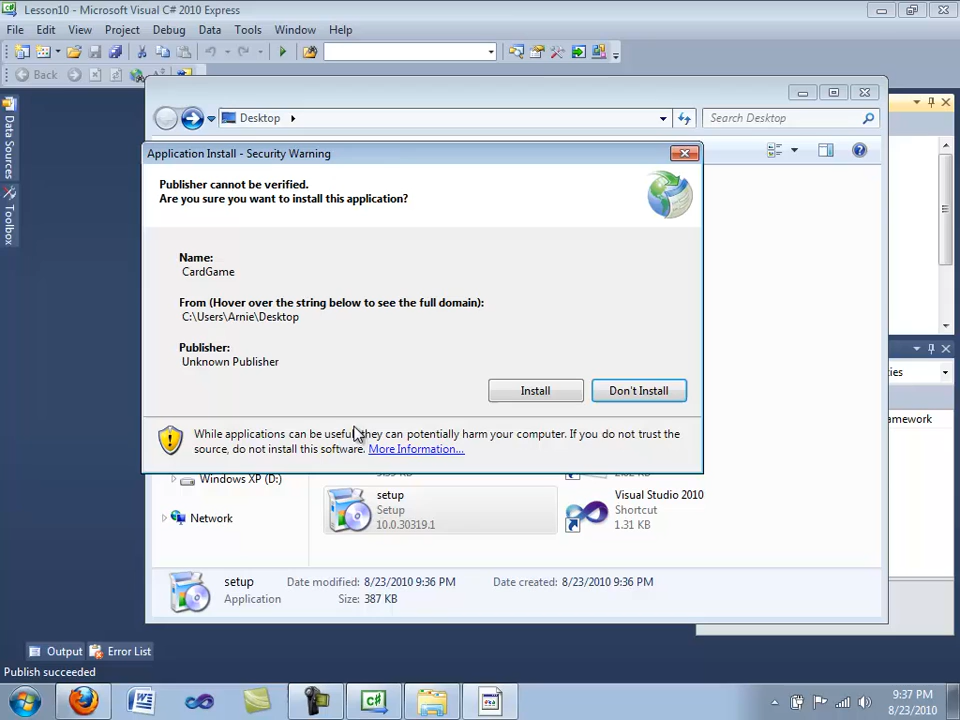 Lesson10 - Microsoft Visual C# 2010 Express
File Edit View Project Debug Data Tools Window Help
Back
Data Sources
Toolbox
Desktop
Search Desktop
Application Install - Security Warning
Publisher cannot be verified.
Are you sure you want to install this application?
Name:
CardGame
From (Hover over the string below to see the full domain):
C:\Users\Arnie\Desktop
Publisher:
Unknown Publisher
Install Don't Install
While applications can be useful, they can potentially harm your computer. If you do not trust the
source, do not install this software. More Information...
Windows XP (D:)
Network
setup
Setup
10.0.30319.1
Visual Studio 2010
Shortcut
1.31 KB
setup Date modified: 8/23/2010 9:36 PM Date created: 8/23/2010 9:36 PM
Application Size: 387 KB
Output Error List
Publish succeeded
9:37 PM
8/23/2010